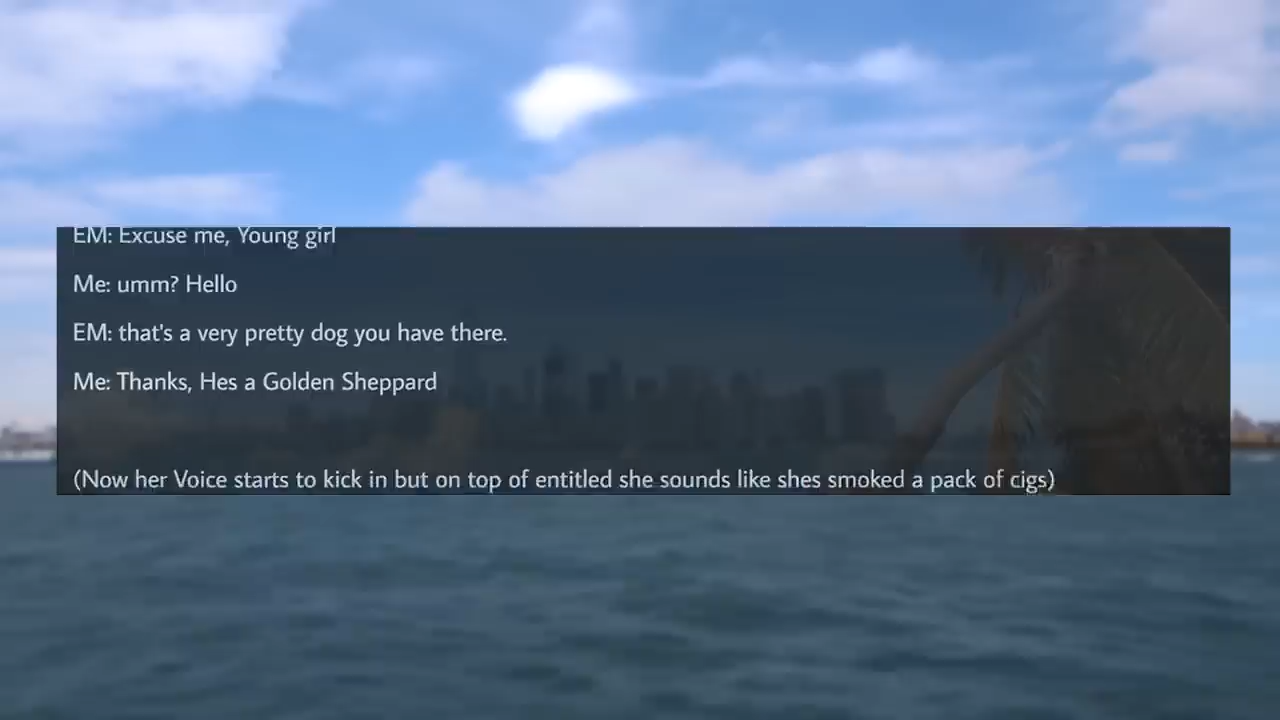 EM: Excuse me, Young girl
Me: umm? Hello
EM: that's a very pretty dog you have there.
Me: Thanks, Hes a Golden Sheppard
(Now her Voice starts to kick in but on top of entitled she sounds like shes smoked a pack of cigs)